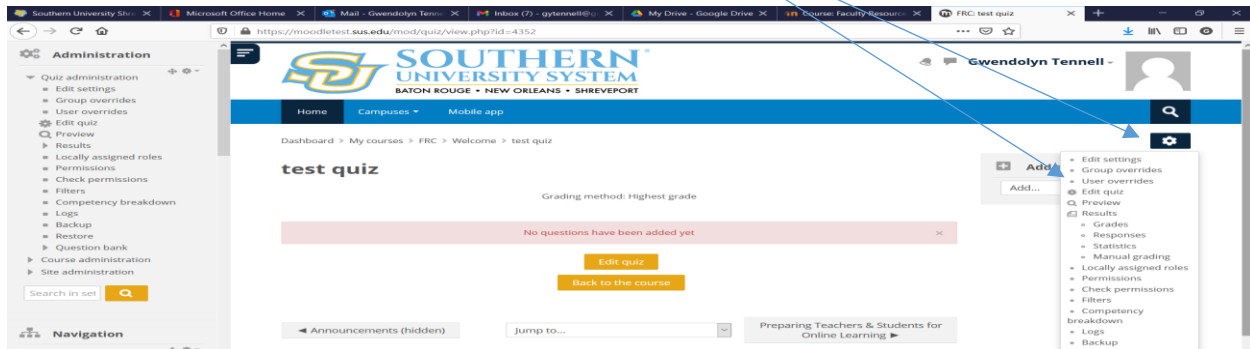 Southern University Shre
Microsoft Office Home
Mail - Gwendolyn Tenne
Inbox (7) - gytennell@g
My Drive - Google Drive
Course: Faculty Resource
FRC: test quiz
https://moodletest.sus.edu/mod/quiz/view.php?id=4352
Administration
Quiz administration
Edit settings
Group overrides
User overrides
Edit quiz
Preview
Results
Locally assigned roles
Permissions
Check permissions
Filters
Competency breakdown
Logs
Backup
Restore
Question bank
Course administration
Site administration
Search in set
Navigation
SU
SOUTHERN
UNIVERSITY SYSTEM
BATON ROUGE • NEW ORLEANS • SHREVEPORT
Gwendolyn Tennell
Home Campuses Mobile app
Dashboard > My courses > FRC > Welcome > test quiz
test quiz
Grading method: Highest grade
No questions have been added yet
Edit quiz
Back to the course
◄ Announcements (hidden)
Jump to...
Preparing Teachers & Students for
Online Learning ►
Add
Add...
Edit settings
Group overrides
User overrides
Edit quiz
Preview
Results
Grades
Responses
Statistics
Manual grading
Locally assigned roles
Permissions
Check permissions
Filters
Competency
breakdown
Logs
Backup